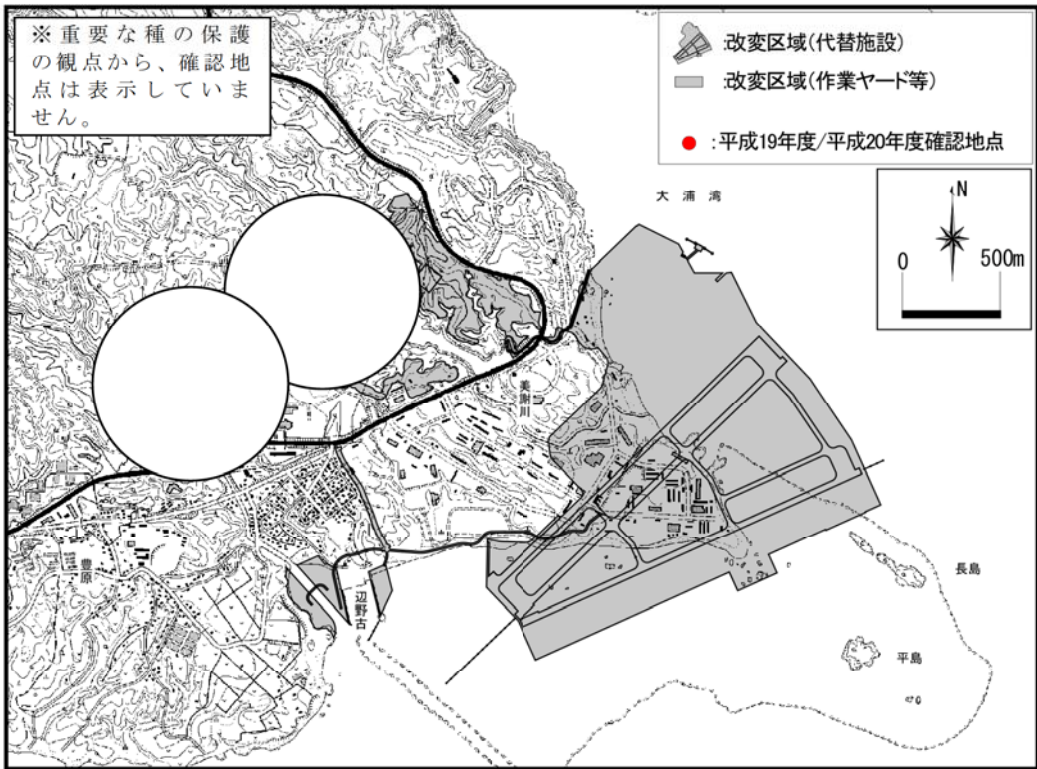 ※重要な種の保護
の観点から、確認地
点は表示していま
せん。
:改変区域(代替施設)
:改変区域(作業ヤード等)
:平成19年度/平成20年度確認地点
大浦湾
N
0 500m
美謝川
豊原
辺野古
長島
平島